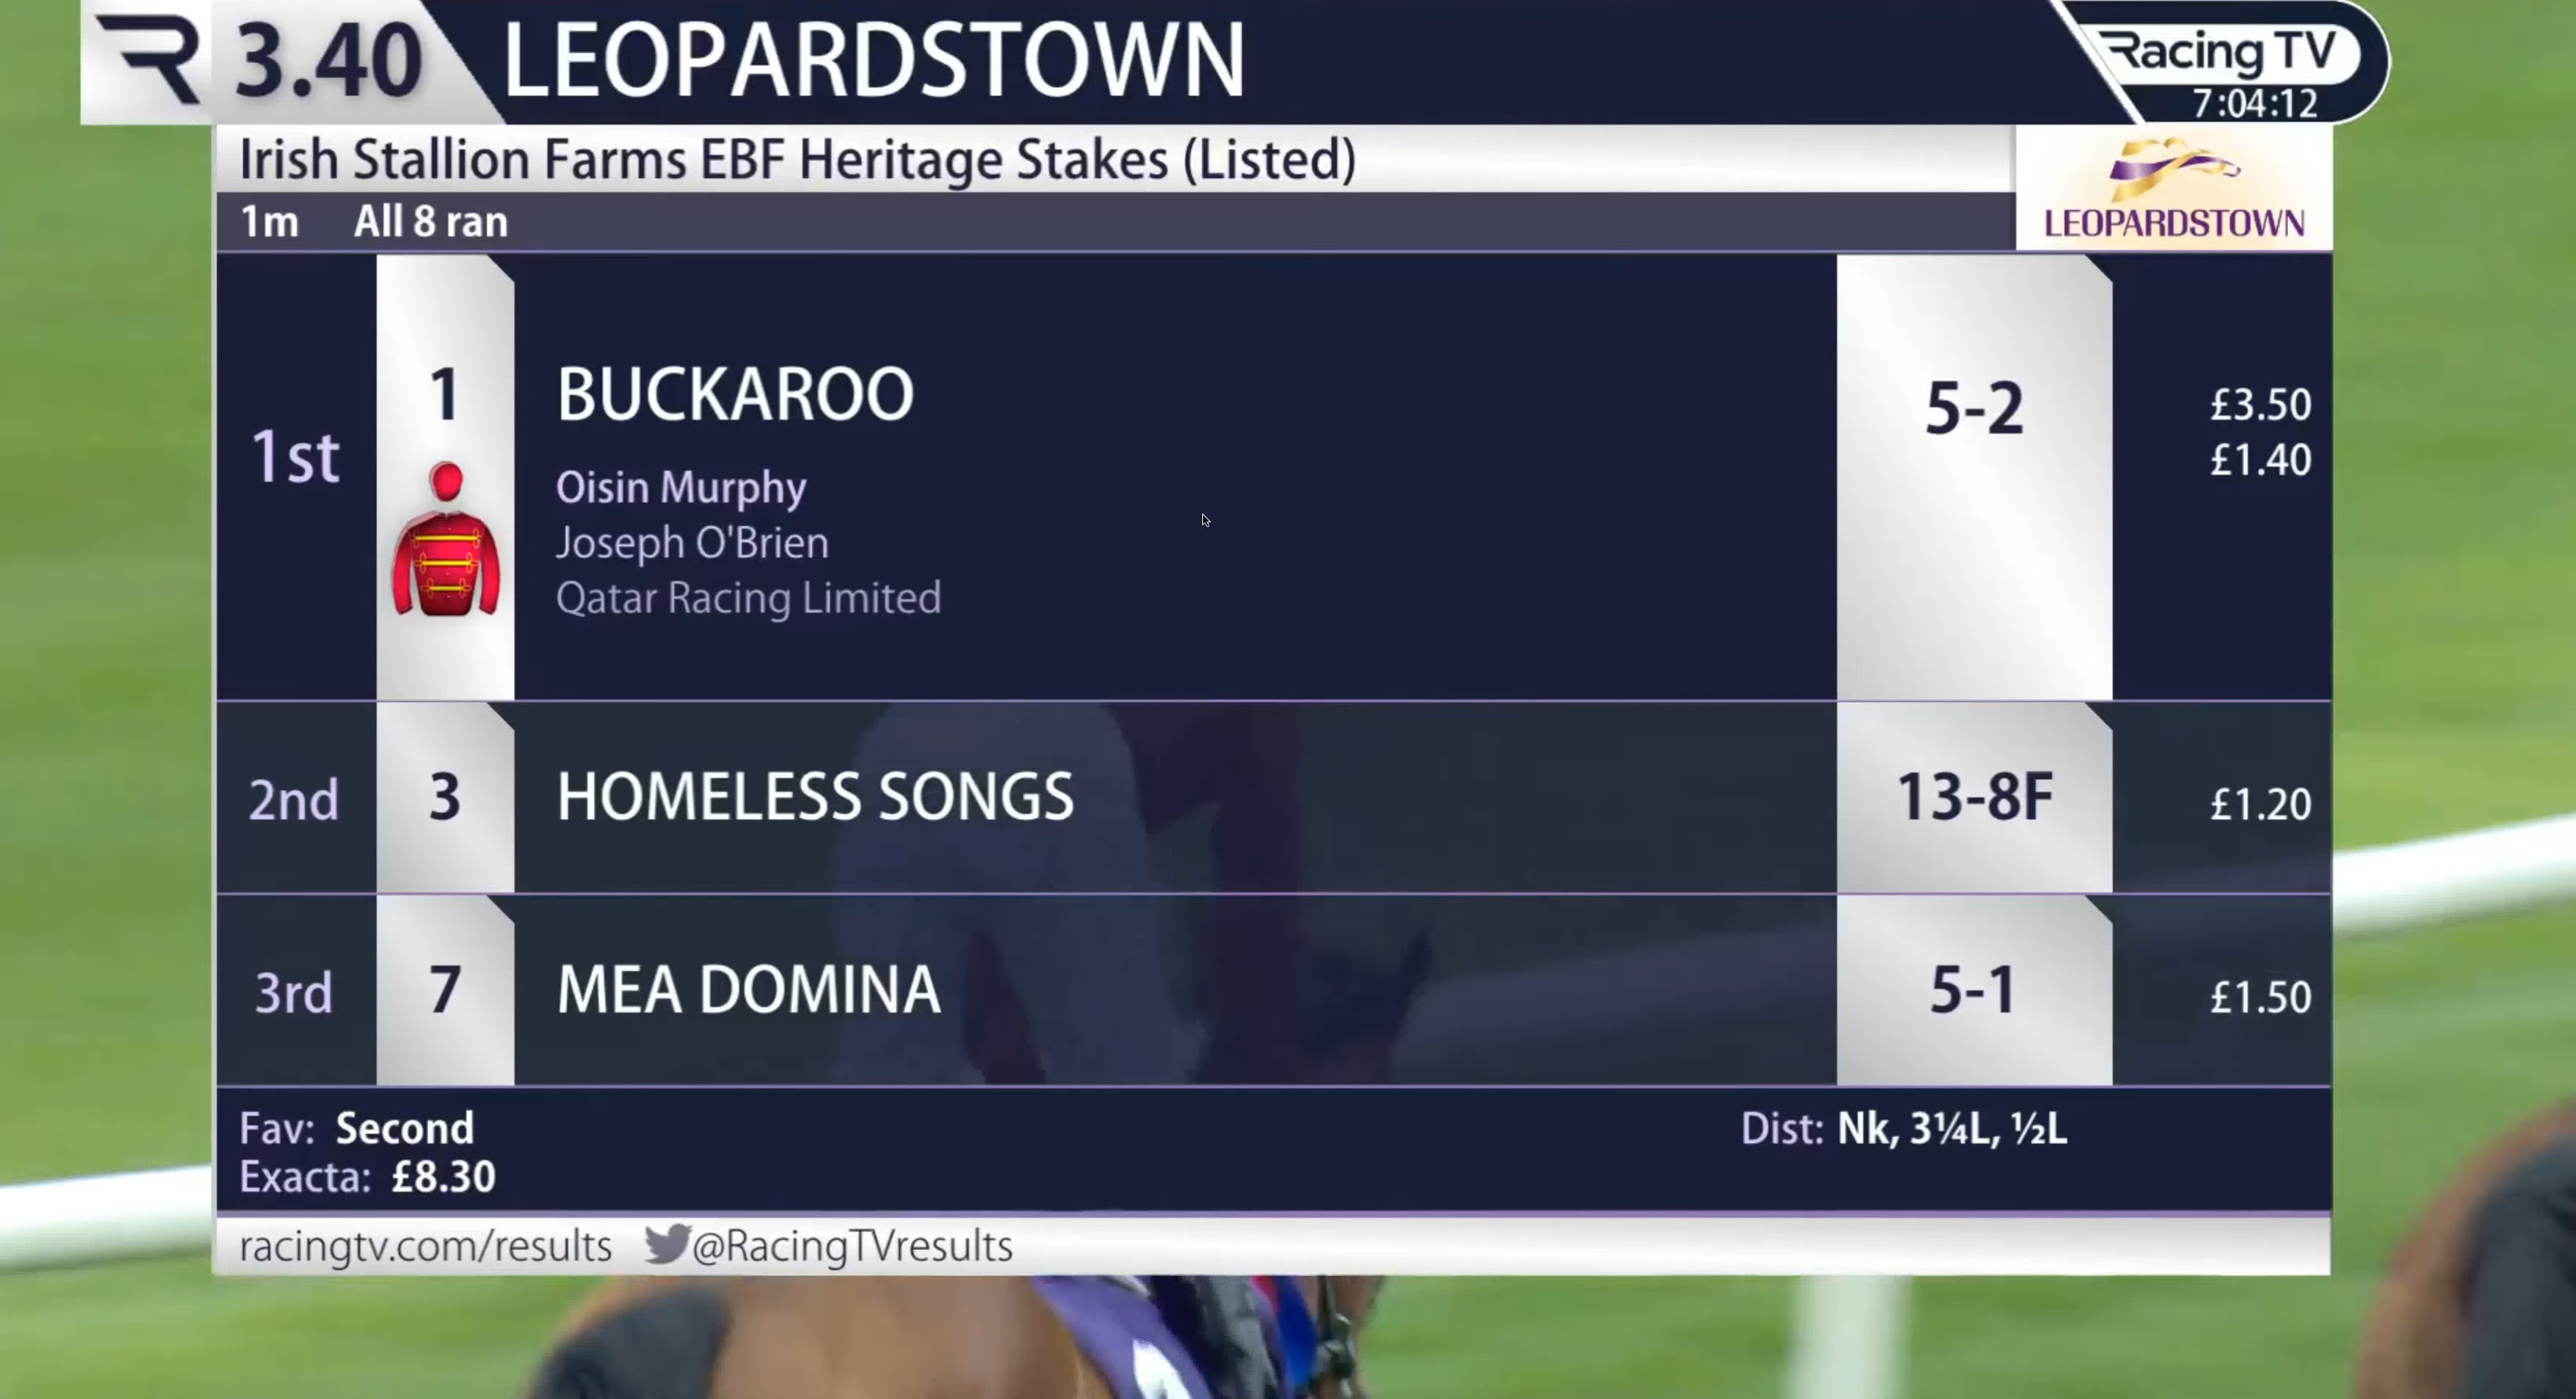 3.40 LEOPARDSTOWN
Racing TV
7:04:12
Irish Stallion Farms EBF Heritage Stakes (Listed)
1m All 8 ran
LEOPARDSTOWN
1st 1 BUCKAROO 5-2 £3.50
£1.40
Oisin Murphy
Joseph O'Brien
Qatar Racing Limited
2nd 3 HOMELESS SONGS 13-8F £1.20
3rd 7 MEA DOMINA 5-1 £1.50
Fav: Second Dist: Nk, 3¼L, ½L
Exacta: £8.30
racingtv.com/results @RacingTVresults